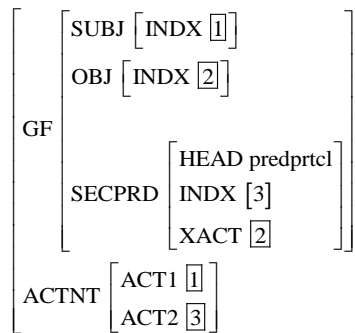 SUBJ [INDX 1]
OBJ [INDX 2]
GF
HEAD predprtcl
SECPRD INDX [3]
XACT 2
ACT1 1
ACTNT
ACT2 3